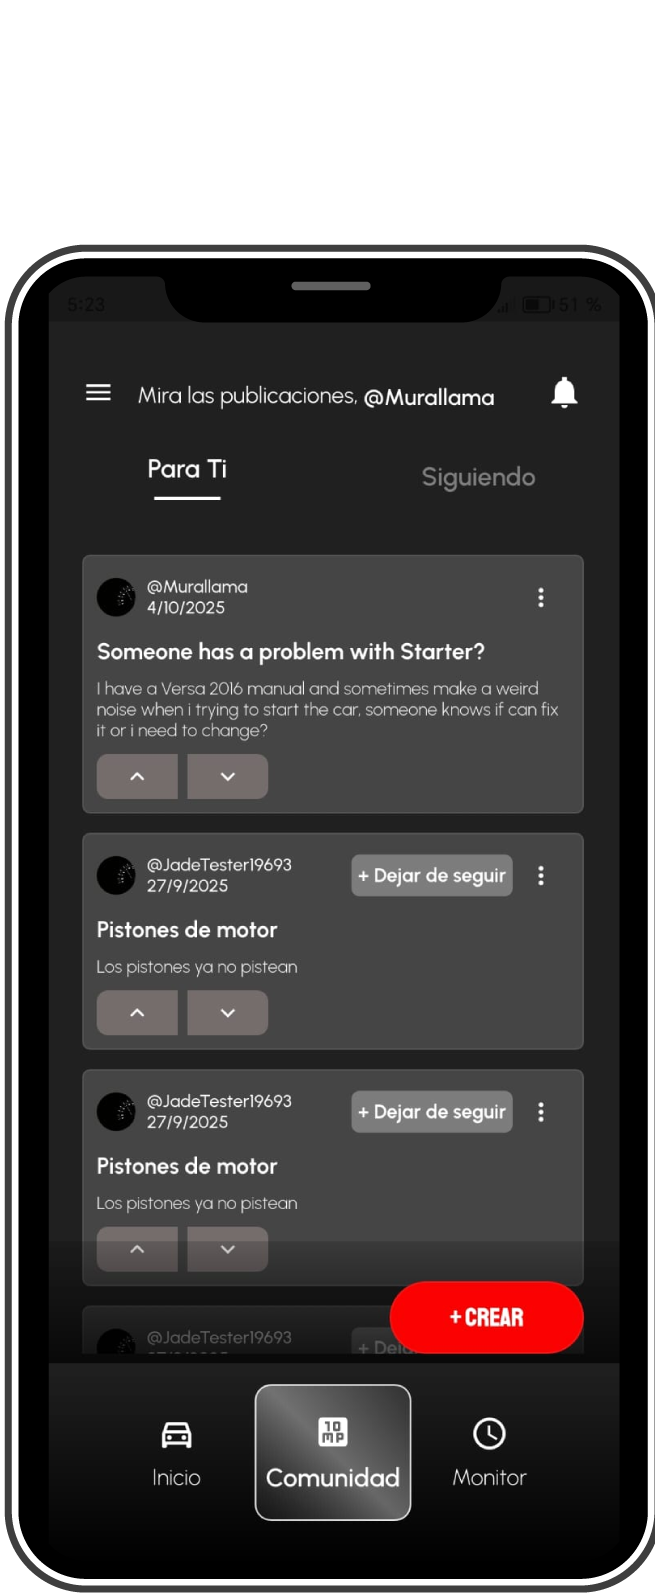 5:23
51 %
Mira las publicaciones, @Murallama
Para Ti
Siguiendo
@Murallama
4/10/2025
Someone has a problem with Starter?
I have a Versa 2016 manual and sometimes make a weird
noise when i trying to start the car, someone knows if can fix
it or i need to change?
@JadeTester19693
27/9/2025
+ Dejar de seguir
Pistones de motor
Los pistones ya no pistean
@JadeTester19693
27/9/2025
+ Dejar de seguir
Pistones de motor
Los pistones ya no pistean
@JadeTester19693
+ CREAR
10
MP
Inicio
Comunidad
Monitor